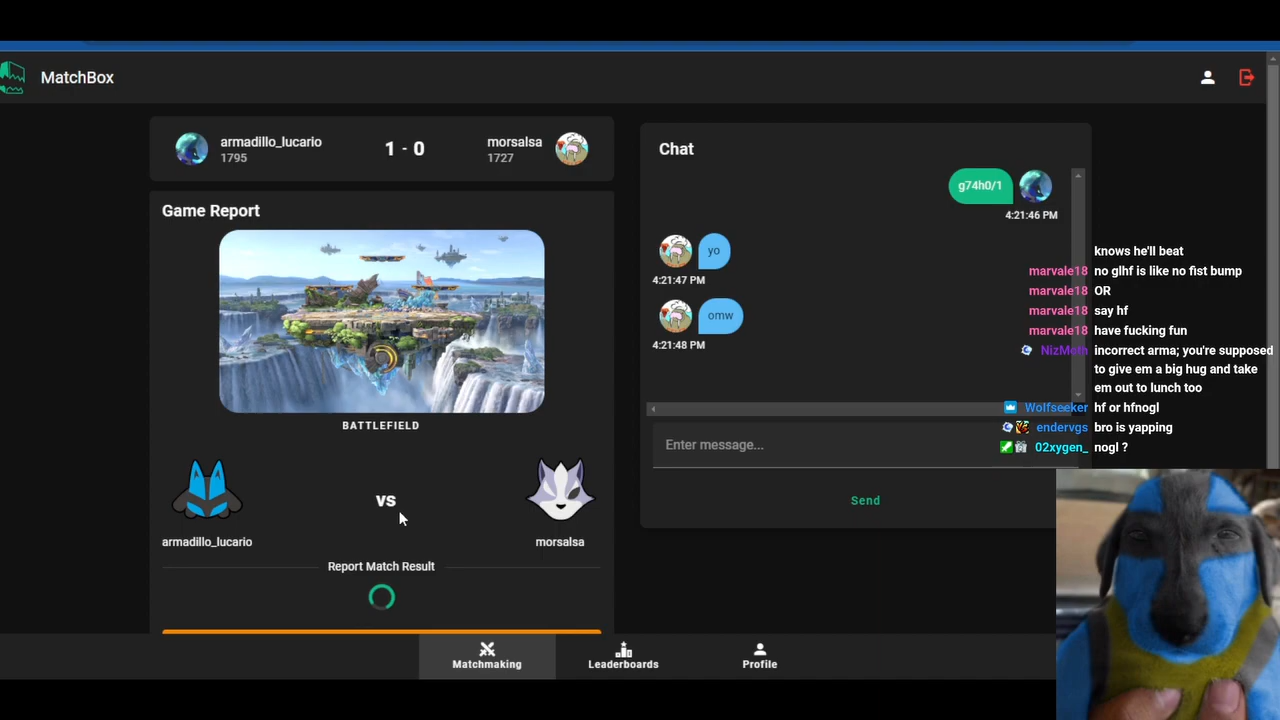 MatchBox
armadillo_lucario
1795
1 - 0
morsalsa
1727
Game Report
BATTLEFIELD
VS
armadillo_lucario
morsalsa
Report Match Result
Chat
g74h0/1
4:21:46 PM
yo
4:21:47 PM
omw
4:21:48 PM
Enter message...
Send
knows he'll beat
marvale18 no glhf is like no fist bump
marvale18 OR
marvale18 say hf
marvale18 have fucking fun
NizMoth incorrect arma; you're supposed
to give em a big hug and take
em out to lunch too
Wolfseeker hf or hfnogl
endervgs bro is yapping
02xygen_ nogl ?
Matchmaking
Leaderboards
Profile